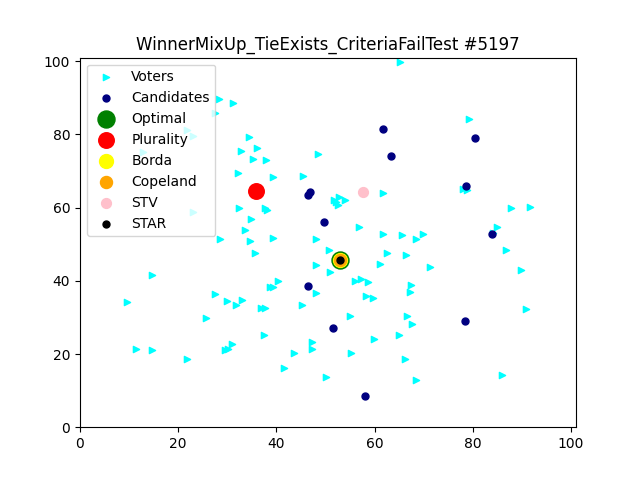 WinnerMixUp_TieExists_CriteriaFailTest #5197
100
80
60
40
20
0
0 20 40 60 80 100
Voters
Candidates
Optimal
Plurality
Borda
Copeland
STV
STAR